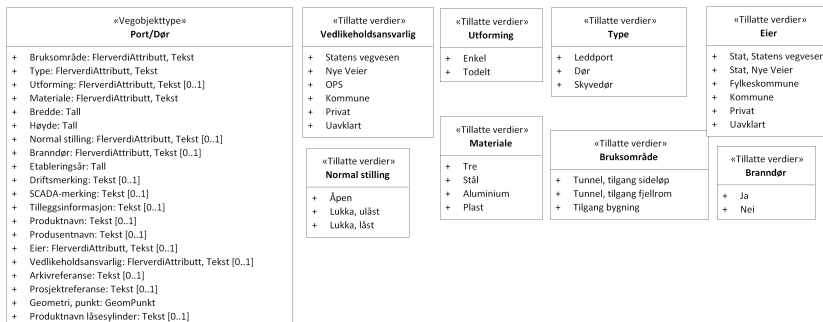 «Vegobjekttype»
Port/Dør
+ Bruksområde: FlerverdiAttributt, Tekst
+ Type: FlerverdiAttributt, Tekst
+ Utforming: FlerverdiAttributt, Tekst [0..1]
+ Materiale: FlerverdiAttributt, Tekst
+ Bredde: Tall
+ Høyde: Tall
+ Normal stilling: FlerverdiAttributt, Tekst [0..1]
+ Branndør: FlerverdiAttributt, Tekst [0..1]
+ Etableringsår: Tall
+ Driftsmerking: Tekst [0..1]
+ SCADA-merking: Tekst [0..1]
+ Tilleggsinformasjon: Tekst [0..1]
+ Produktnavn: Tekst [0..1]
+ Produsentnavn: Tekst [0..1]
+ Eier: FlerverdiAttributt, Tekst [0..1]
+ Vedlikeholdsansvarlig: FlerverdiAttributt, Tekst [0..1]
+ Arkivreferanse: Tekst [0..1]
+ Prosjektreferanse: Tekst [0..1]
+ Geometri, punkt: GeomPunkt
+ Produktnavn låsesylinder: Tekst [0..1]
«Tillatte verdier»
Vedlikeholdsansvarlig
+ Statens vegvesen
+ Nye Veier
+ OPS
+ Kommune
+ Privat
+ Uavklart
«Tillatte verdier»
Normal stilling
+ Åpen
+ Lukka, ulåst
+ Lukka, låst
«Tillatte verdier»
Utforming
+ Enkel
+ Todelt
«Tillatte verdier»
Materiale
+ Tre
+ Stål
+ Aluminium
+ Plast
«Tillatte verdier»
Type
+ Leddport
+ Dør
+ Skyvedør
«Tillatte verdier»
Bruksområde
+ Tunnel, tilgang sideløp
+ Tunnel, tilgang fjellrom
+ Tilgang bygning
«Tillatte verdier»
Eier
+ Stat, Statens vegvesen
+ Stat, Nye Veier
+ Fylkeskommune
+ Kommune
+ Privat
+ Uavklart
«Tillatte verdier»
Branndør
+ Ja
+ Nei